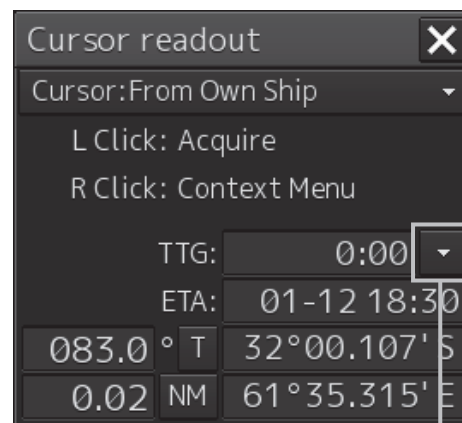 Cursor readout
Cursor:From Own Ship
L Click: Acquire
R Click: Context Menu
TTG: 0:00
ETA: 01-12 18:30
083.0 ° T 32°00.107' S
0.02 NM 61°35.315' E